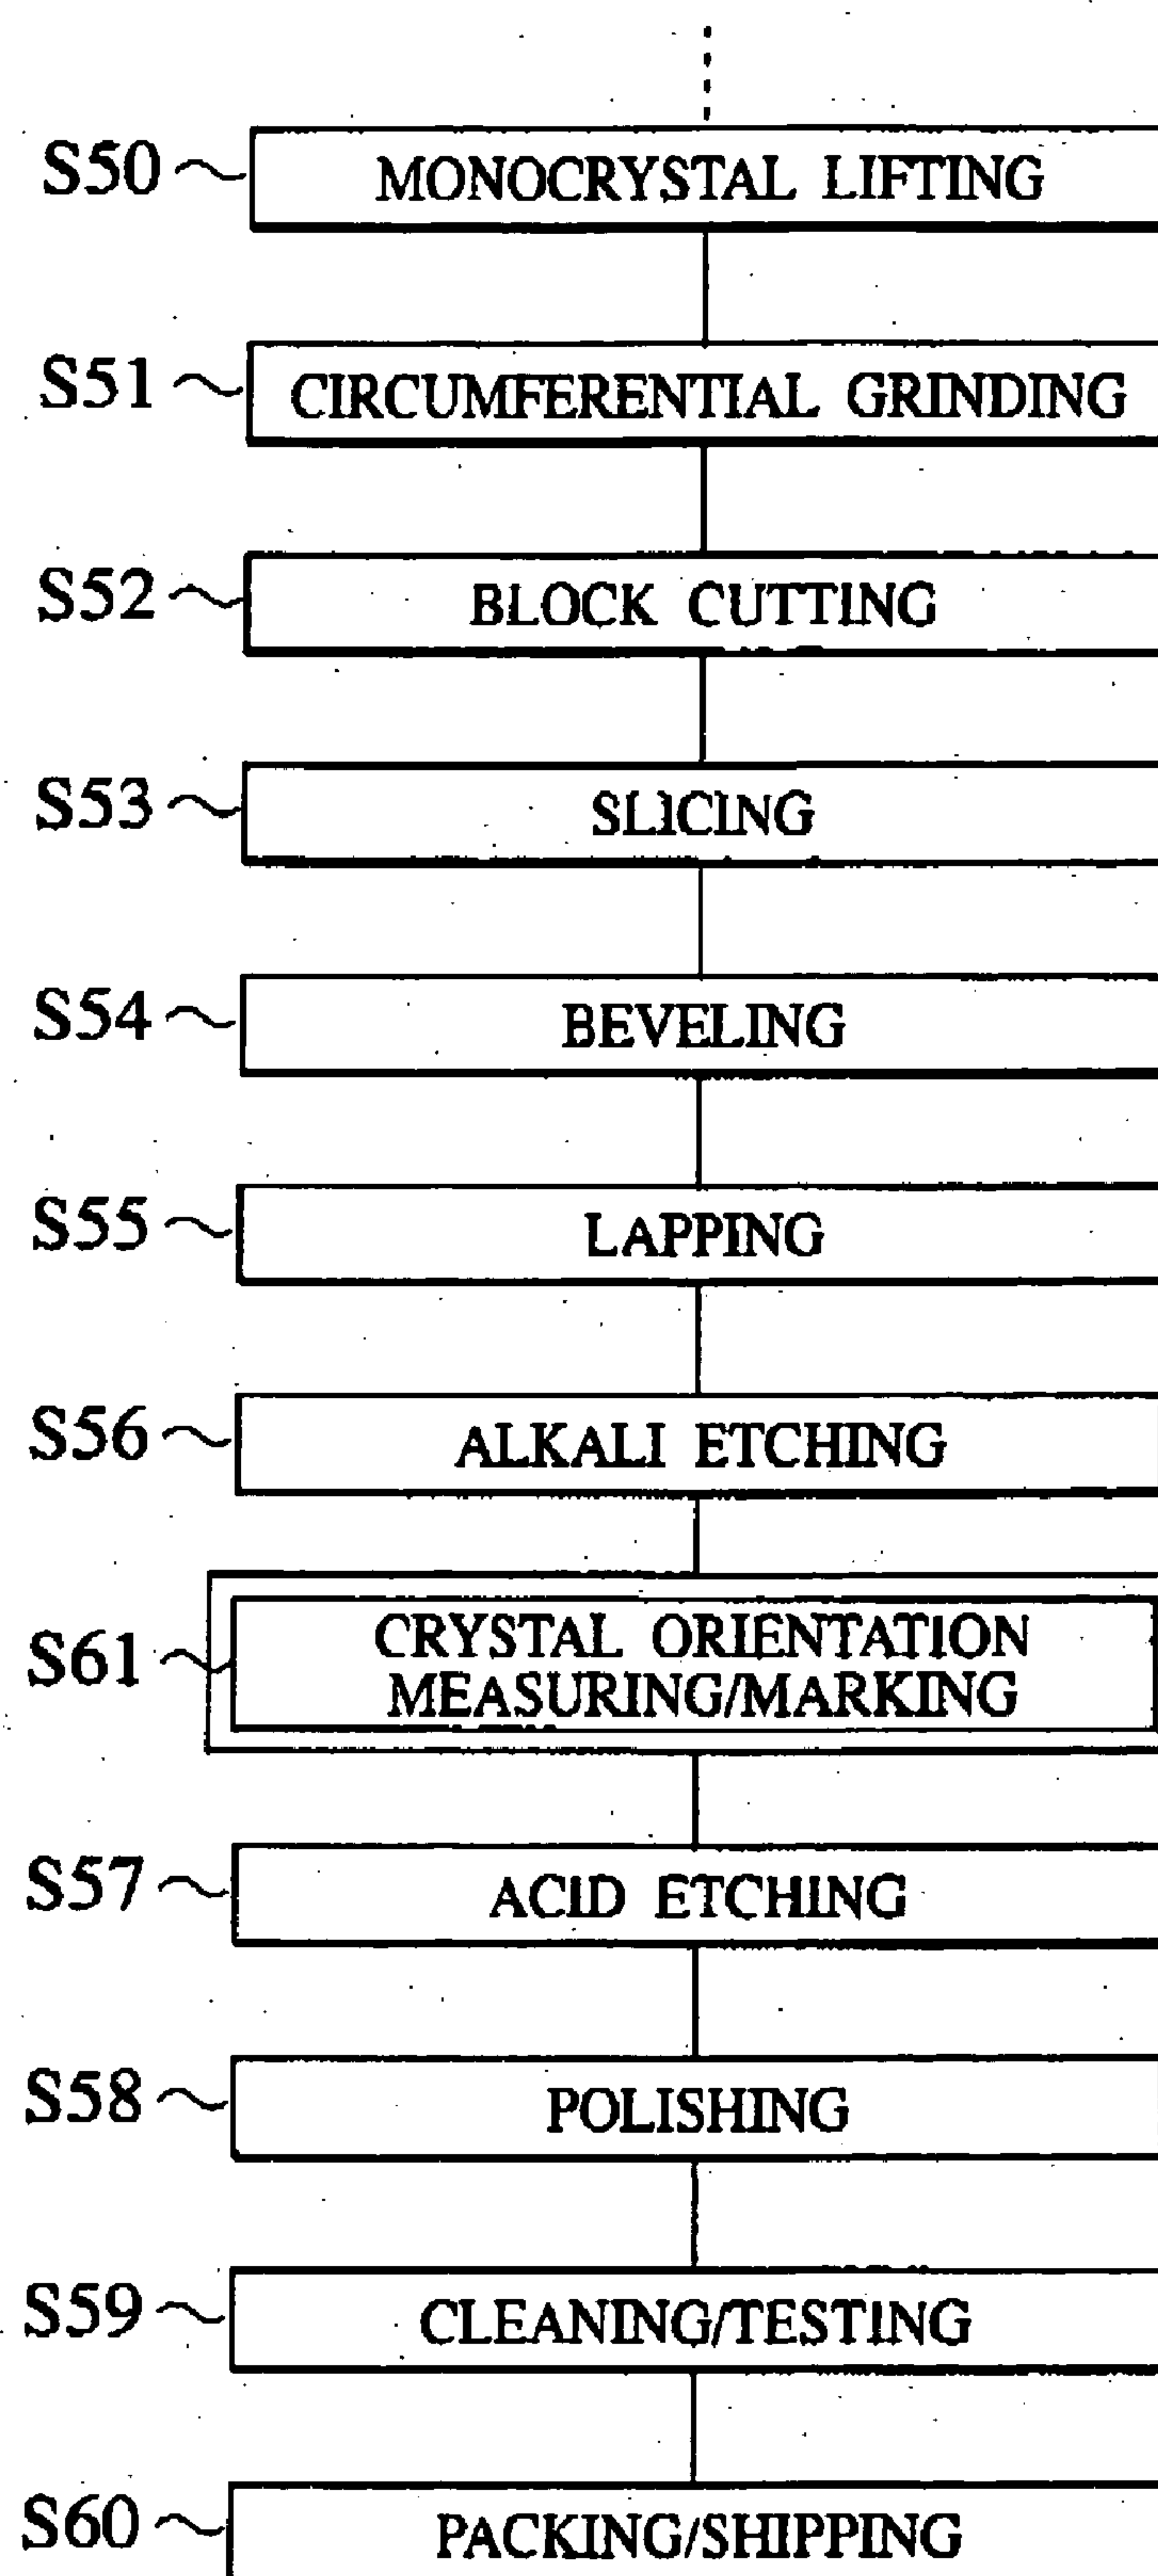 S50 MONOCRYSTAL LIFTING
S51 CIRCUMFERENTIAL GRINDING
S52 BLOCK CUTTING
S53 SLICING
S54 BEVELING
S55 LAPPING
S56 ALKALI ETCHING
S61 CRYSTAL ORIENTATION
MEASURING/MARKING
S57 ACID ETCHING
S58 POLISHING
S59 CLEANING/TESTING
S60 PACKING/SHIPPING